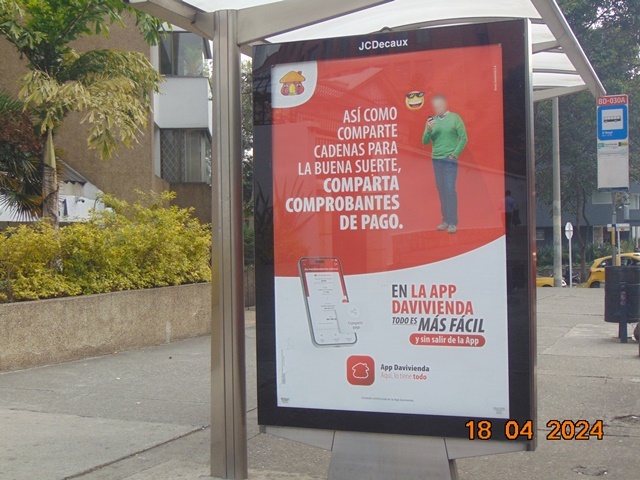 JCDecaux
ASÍ COMO
COMPARTE
CADENAS PARA
LA BUENA SUERTE,
COMPARTA
COMPROBANTES
DE PAGO.
EN LA APP
DAVIVIENDA
TODO ES MÁS FÁCIL
y sin salir de la App
App Davivienda
Aquí, lo tiene todo
BD-030A
18 04 2024